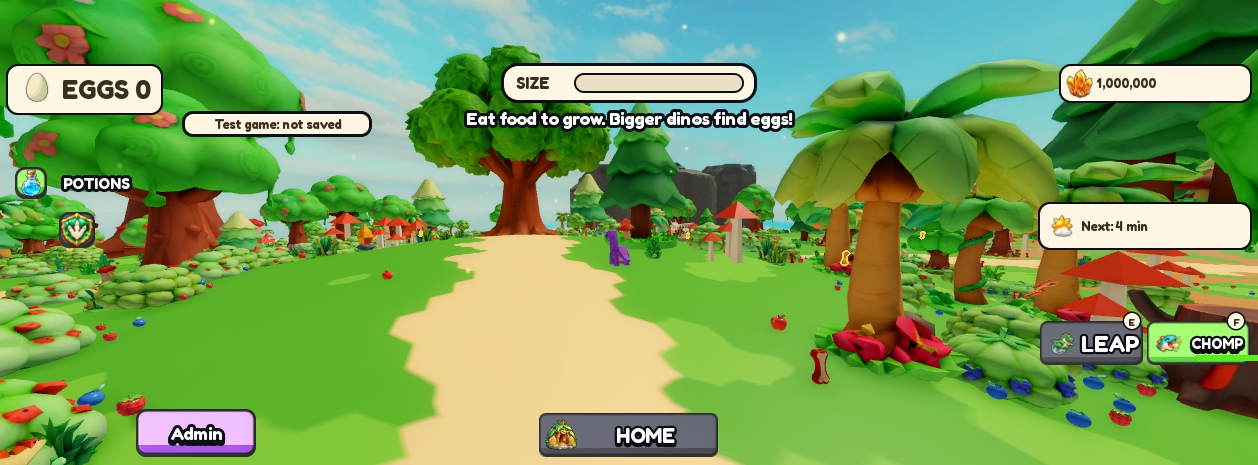 EGGS 0
SIZE
1,000,000
Test game: not saved
Eat food to grow. Bigger dinos find eggs!
POTIONS
Next: 4 min
E
F
LEAP
CHOMP
Admin
HOME